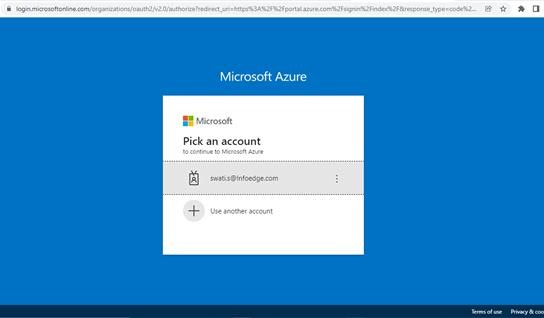 login.microsoftonline.com/organizations/oauth2/v2.0/authorize?redirect_uri=https%3A%2F%2Fportal.azure.com%2Fsignin%2Findex%2F&response_type=code%2...
Microsoft Azure
Microsoft
Pick an account
to continue to Microsoft Azure
swati.s@Infoedge.com
Use another account
Terms of use Privacy & coo